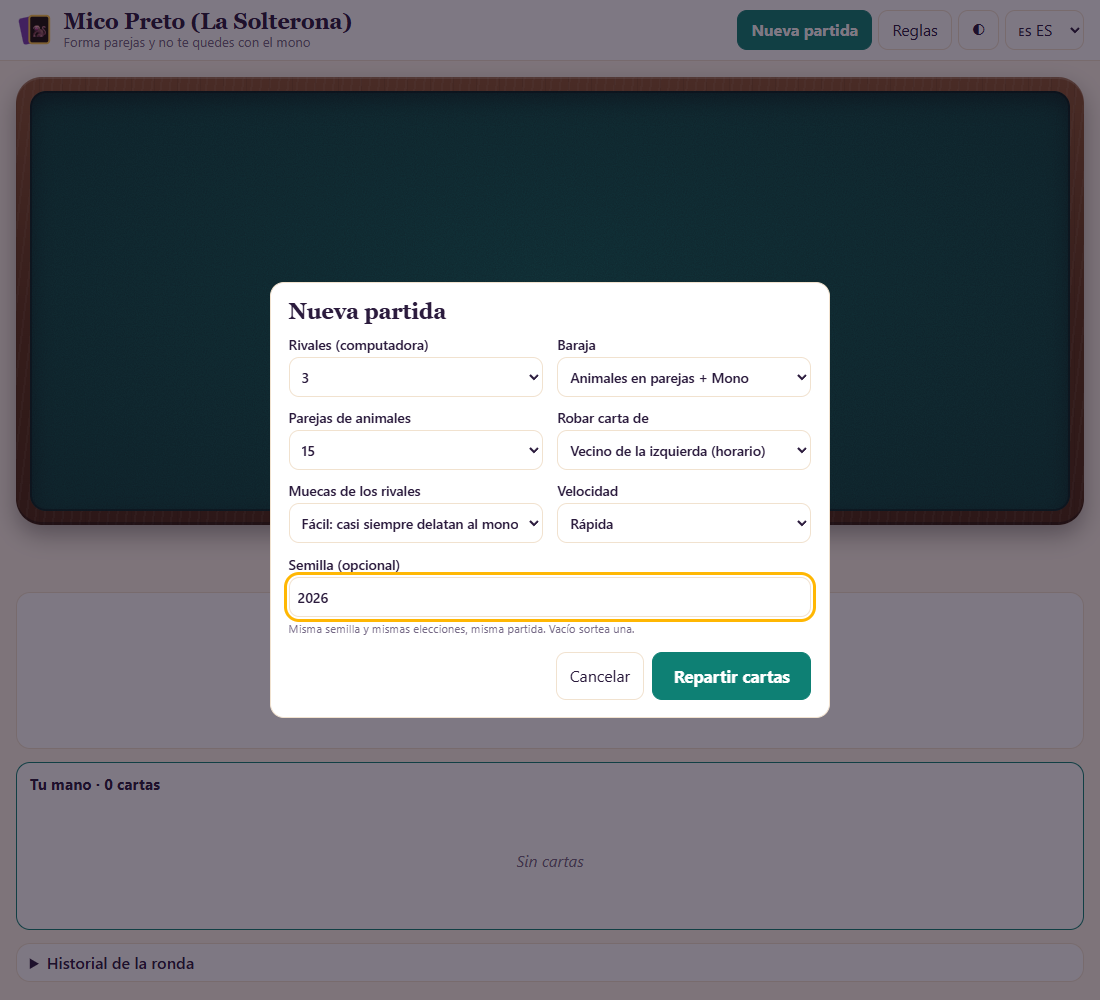 Mico Preto (La Solterona)
Forma parejas y no te quedes con el mono
Nueva partida
Reglas
ES ES
Nueva partida
Rivales (computadora)
Baraja
3
Animales en parejas + Mono
Parejas de animales
Robar carta de
15
Vecino de la izquierda (horario)
Muecas de los rivales
Velocidad
Fácil: casi siempre delatan al mono
Rápida
Semilla (opcional)
2026
Misma semilla y mismas elecciones, misma partida. Vacío sortea una.
Cancelar
Repartir cartas
Tu mano · 0 cartas
Sin cartas
Historial de la ronda